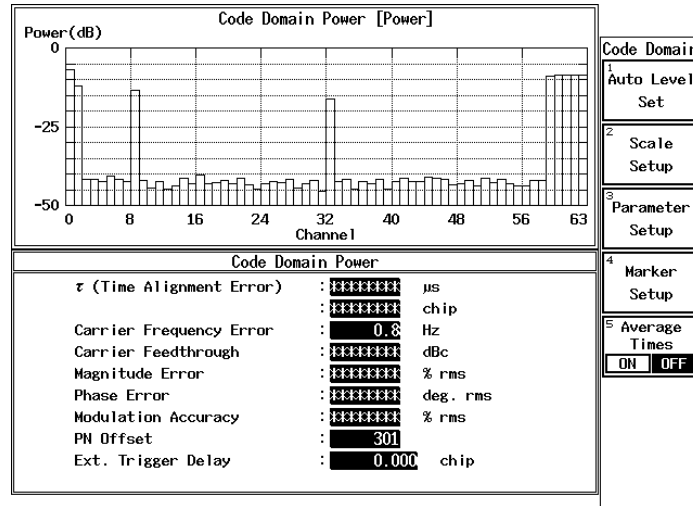 Code Domain Power [Power]
Power(dB)
0
-25
-50
0 8 16 24 32 40 48 56 63
Channel
Code Domain Power
τ (Time Alignment Error) :******** μs
:******** chip
Carrier Frequency Error : 0.8 Hz
Carrier Feedthrough :******** dBc
Magnitude Error :******** % rms
Phase Error :******** deg. rms
Modulation Accuracy :******** % rms
PN Offset : 301
Ext. Trigger Delay : 0.000 chip
Code Domain
1
Auto Level
Set
2
Scale
Setup
3
Parameter
Setup
4
Marker
Setup
5 Average
Times
ON OFF